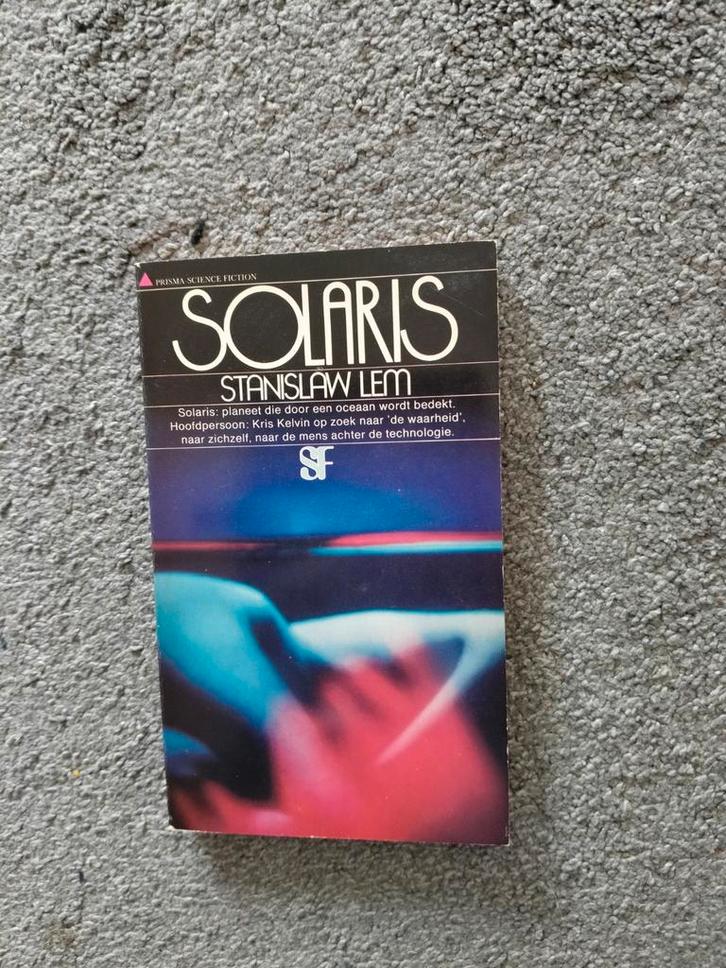 PRISMA SCIENCE FICTION
SOLARIS
STANISLAW LEM
Solaris: planeet die door een oceaan wordt bedekt.
Hoofdpersoon: Kris Kelvin op zoek naar 'de waarheid',
naar zichzelf, naar de mens achter de technologie.
SF